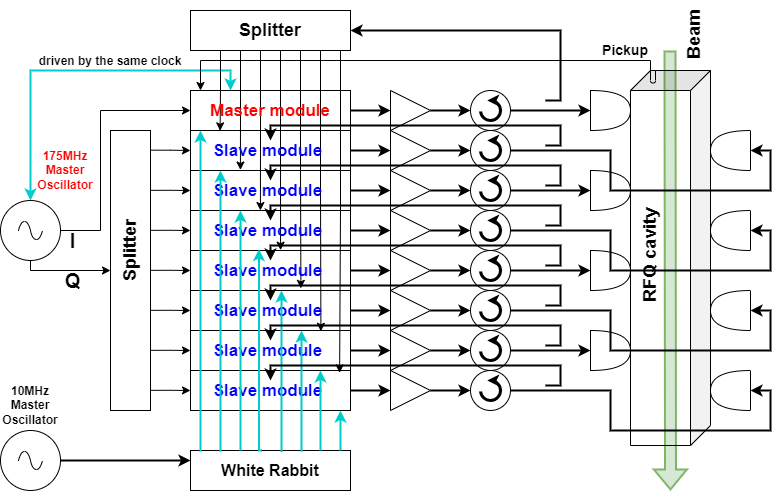 Splitter
Beam
Pickup
driven by the same clock
Master module
175MHz
Master
Oscillator
Slave module
Slave module
Slave module
Slave module
Slave module
Slave module
Slave module
I
Q
Splitter
RFQ cavity
10MHz
Master
Oscillator
White Rabbit